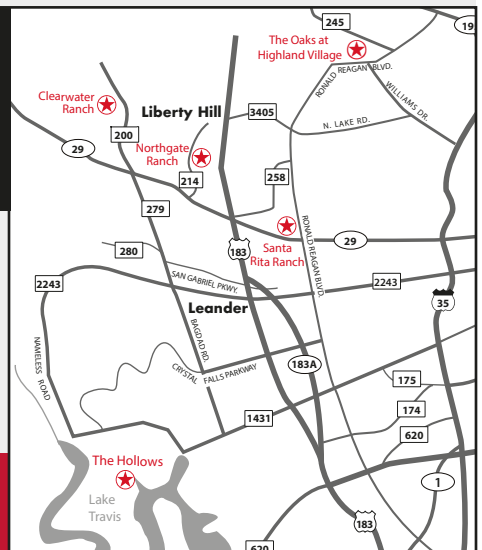 245
19
The Oaks at
Highland Village
RONALD REAGAN BLVD.
WILLIAMS DR.
Clearwater
Ranch
Liberty Hill
3405
N. LAKE RD.
200
29
Northgate
Ranch
214
258
279
Santa
Rita Ranch
RONALD REAGAN BLVD.
29
183
280
SAN GABRIEL PKWY.
2243
2243
Leander
35
NAMELESS ROAD
BAGDAD RD.
CRYSTAL FALLS PARKWAY
183A
175
174
1431
620
The Hollows
Lake
Travis
1
183
620